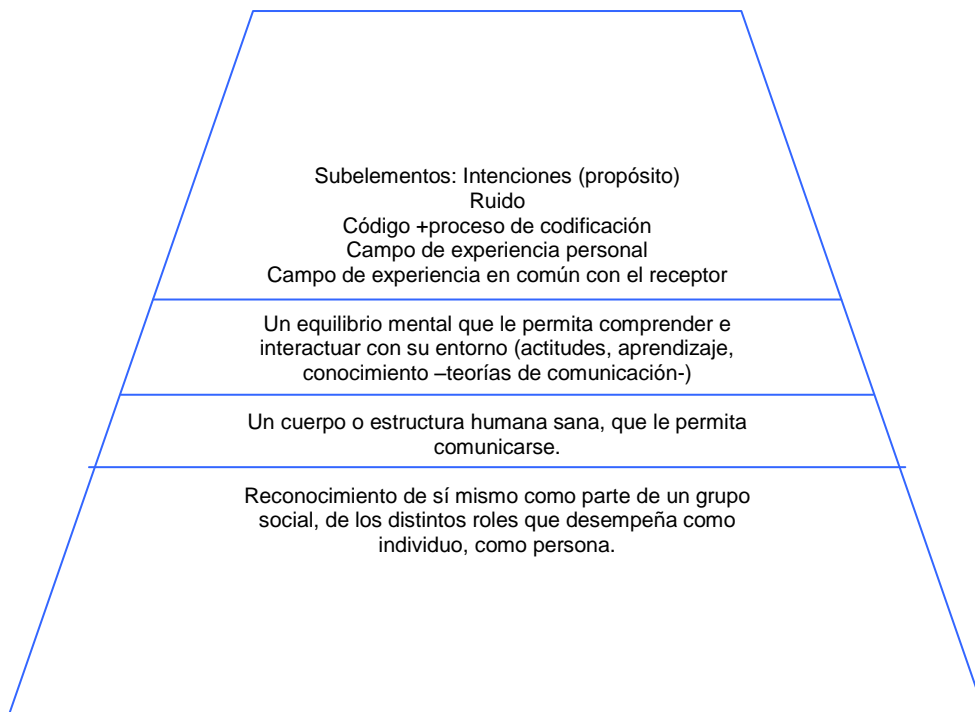 Subelementos: Intenciones (propósito)
Ruido
Código +proceso de codificación
Campo de experiencia personal
Campo de experiencia en común con el receptor
Un equilibrio mental que le permita comprender e
interactuar con su entorno (actitudes, aprendizaje,
conocimiento –teorías de comunicación-)
Un cuerpo o estructura humana sana, que le permita
comunicarse.
Reconocimiento de sí mismo como parte de un grupo
social, de los distintos roles que desempeña como
individuo, como persona.